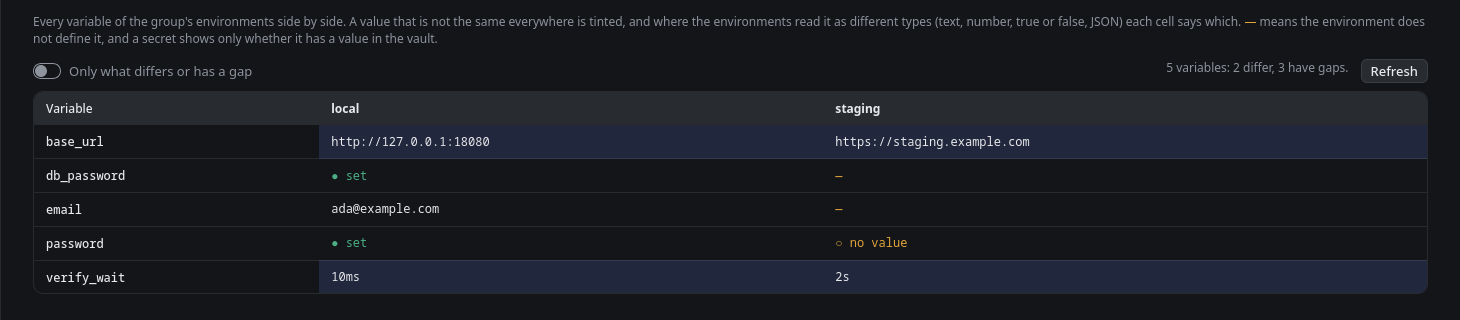 Every variable of the group's environments side by side. A value that is not the same everywhere is tinted, and where the environments read it as different types (text, number, true or false, JSON) each cell says which. — means the environment does
not define it, and a secret shows only whether it has a value in the vault.
Only what differs or has a gap
5 variables: 2 differ, 3 have gaps. Refresh
Variable local staging
base_url http://127.0.0.1:18080 https://staging.example.com
db_password ● set —
email ada@example.com —
password ● set ○ no value
verify_wait 10ms 2s